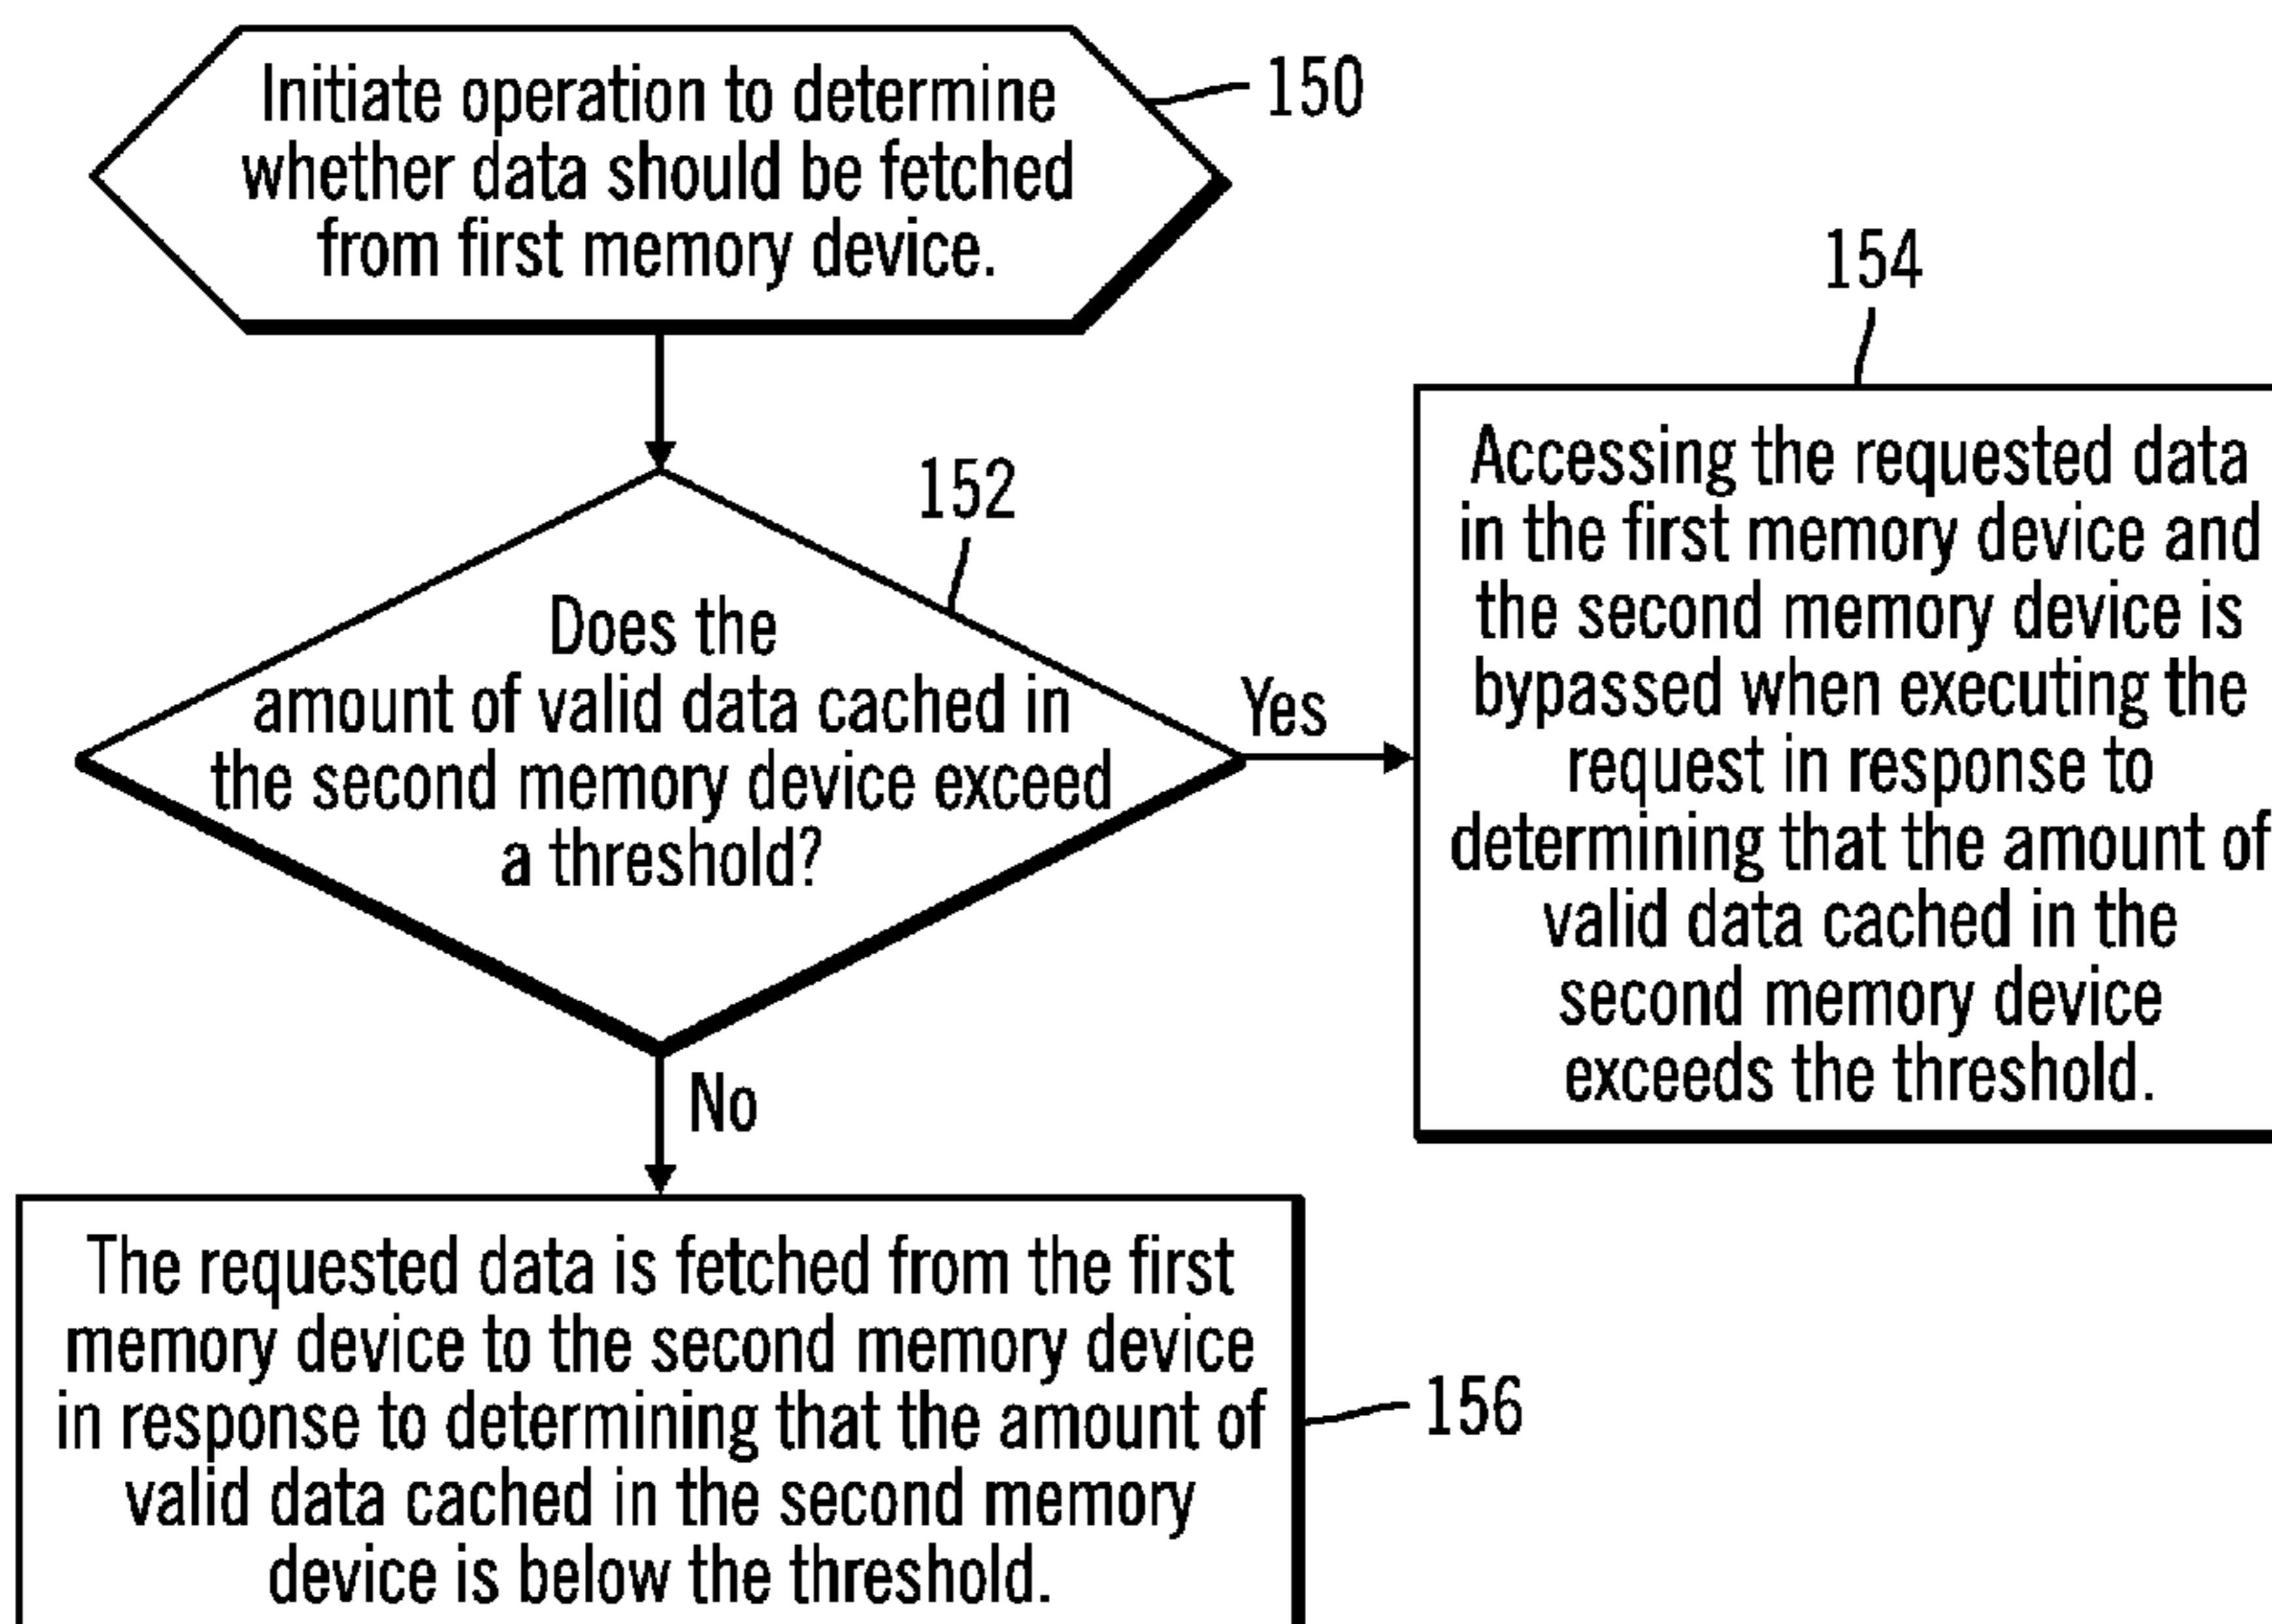 Initiate operation to determine
whether data should be fetched
from first memory device.
150
152
Does the
amount of valid data cached in
the second memory device exceed
a threshold?
Yes
No
154
Accessing the requested data
in the first memory device and
the second memory device is
bypassed when executing the
request in response to
determining that the amount of
valid data cached in the
second memory device
exceeds the threshold.
The requested data is fetched from the first
memory device to the second memory device
in response to determining that the amount of
valid data cached in the second memory
device is below the threshold.
156